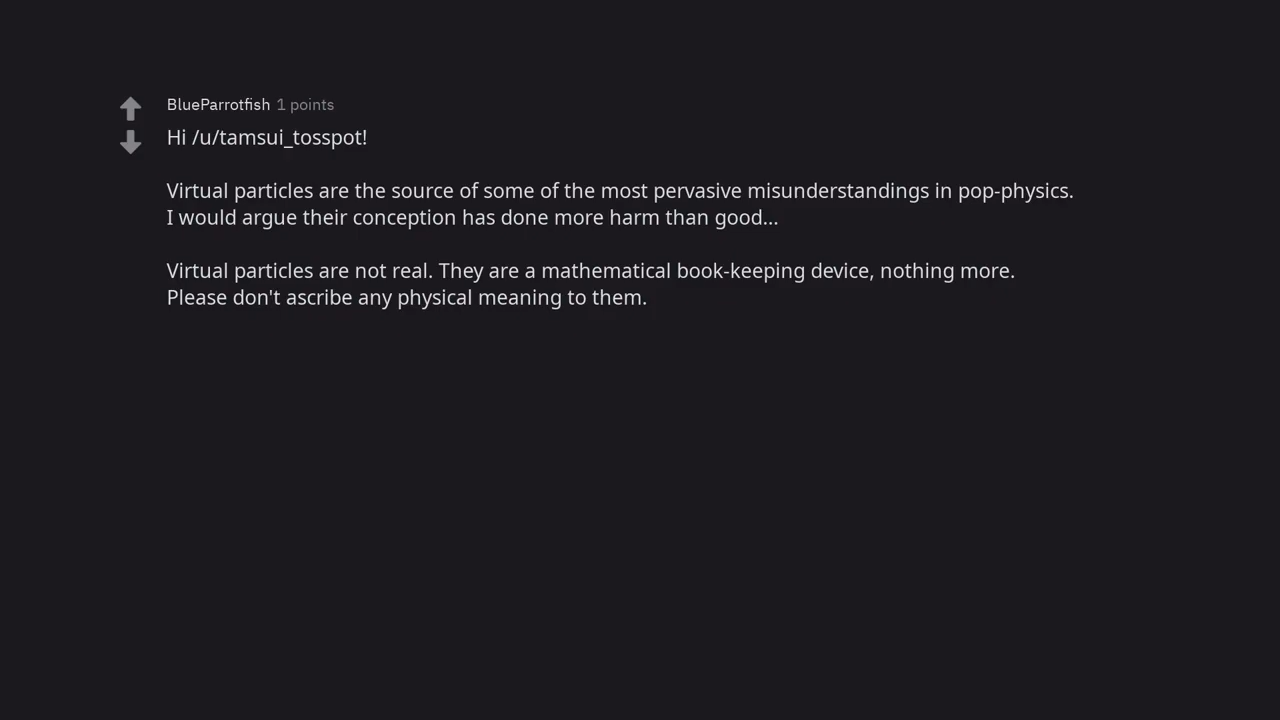 BlueParrotfish 1 points
Hi /u/tamsui_tosspot!
Virtual particles are the source of some of the most pervasive misunderstandings in pop-physics.
I would argue their conception has done more harm than good...
Virtual particles are not real. They are a mathematical book-keeping device, nothing more.
Please don't ascribe any physical meaning to them.